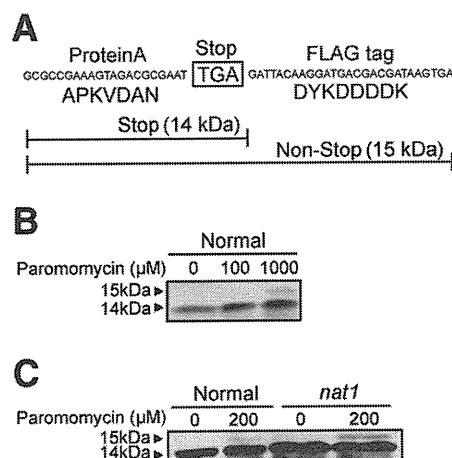 A
ProteinA Stop FLAG tag
GCGCCGAAAGTAGACGCGAAT TGA GATTACAAGGATGACGACGATAAGTGA
APKVDAN DYKDDDDK
Stop (14 kDa)
Non-Stop (15 kDa)
B
Normal
Paromomycin (µM) 0 100 1000
15kDa
14kDa
C
Normal nat1
Paromomycin (µM) 0 200 0 200
15kDa
14kDa